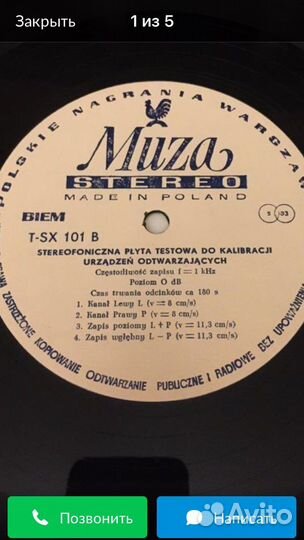 Закрыть
1 из 5
POLSKIE NAGRANIA WARSZAWA
Muza
STEREO
MADE IN POLAND
BIEM
T-SX 101 B
33
STEREOFONICZNA PŁYTA TESTOWA DO KALIBRACJI
URZĄDZEŃ ODTWARZAJĄCYCH
Częstotliwość zapisu f = 1 kHz
Poziom O dB
Czas trwania odcinków ca 180 s
1. Kanał Lewy L (v = 8 cm/s)
2. Kanał Prawy P (v = 8 cm/s)
3. Zapis poziomy L + P (v = 11,3 cm/s)
4. Zapis wgłębny L – P (v = 11,3 cm/s)
ZASTRZEŻONE KOPIOWANIE ODTWARZANIE PUBLICZNE I RADIOWE BEZ
Позвонить
Написать
Avito